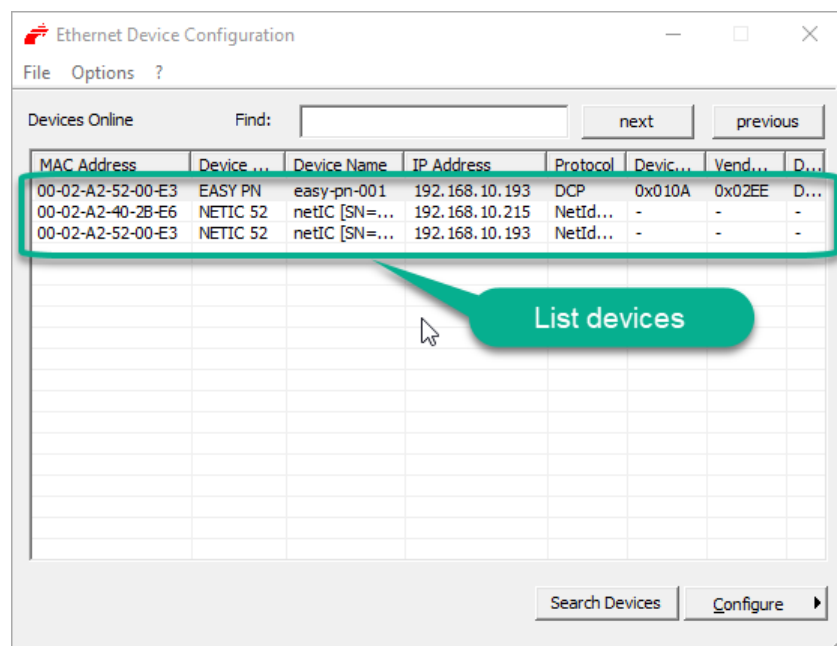 Ethernet Device Configuration
File Options ?
Devices Online Find: next previous
MAC Address Device ... Device Name IP Address Protocol Devic... Vend... D...
00-02-A2-52-00-E3 EASY PN easy-pn-001 192.168.10.193 DCP 0x010A 0x02EE D...
00-02-A2-40-2B-E6 NETIC 52 netIC [SN=... 192.168.10.215 NetId... - - -
00-02-A2-52-00-E3 NETIC 52 netIC [SN=... 192.168.10.193 NetId... - - -
List devices
Search Devices Configure